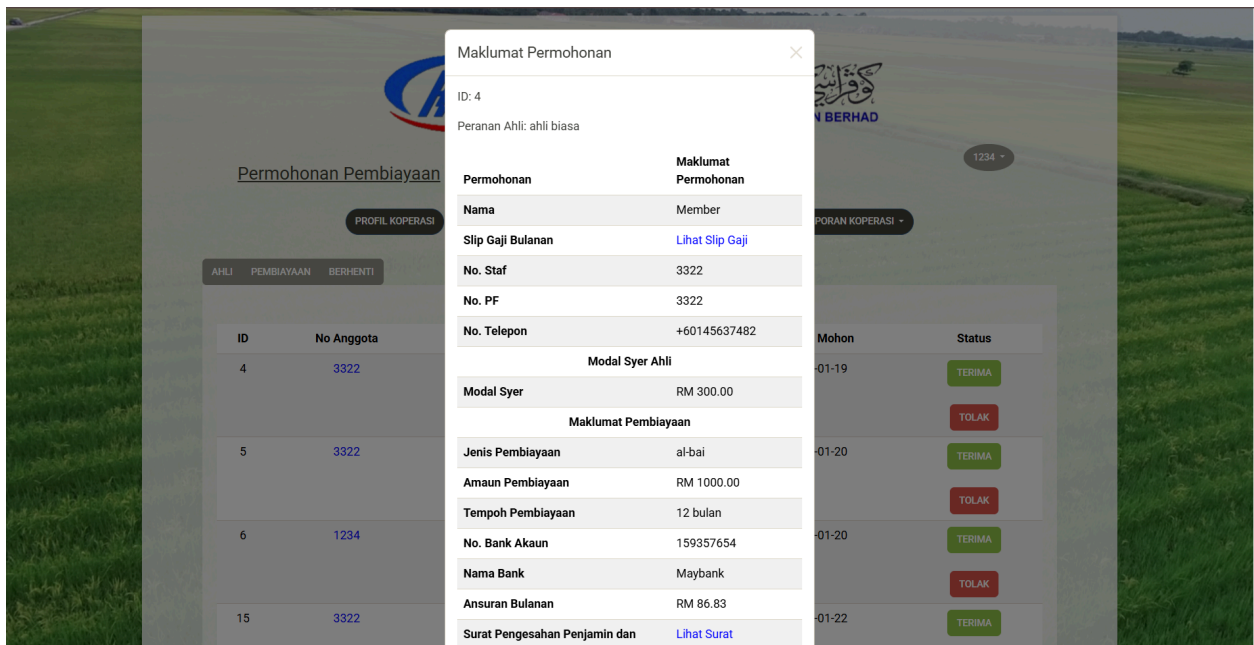 Maklumat Permohonan ×
ID: 4
Peranan Ahli: ahli biasa
Permohonan Maklumat Permohonan
Nama Member
Slip Gaji Bulanan Lihat Slip Gaji
No. Staf 3322
No. PF 3322
No. Telepon +60145637482
Modal Syer Ahli
Modal Syer RM 300.00
Maklumat Pembiayaan
Jenis Pembiayaan al-bai
Amaun Pembiayaan RM 1000.00
Tempoh Pembiayaan 12 bulan
No. Bank Akaun 159357654
Nama Bank Maybank
Ansuran Bulanan RM 86.83
Surat Pengesahan Penjamin dan Lihat Surat
N BERHAD
1234
Permohonan Pembiayaan
PROFIL KOPERASI PORAN KOPERASI
AHLI PEMBIAYAAN BERHENTI
ID No Anggota Mohon Status
4 3322 -01-19 TERIMA
TOLAK
5 3322 -01-20 TERIMA
TOLAK
6 1234 -01-20 TERIMA
TOLAK
15 3322 -01-22 TERIMA